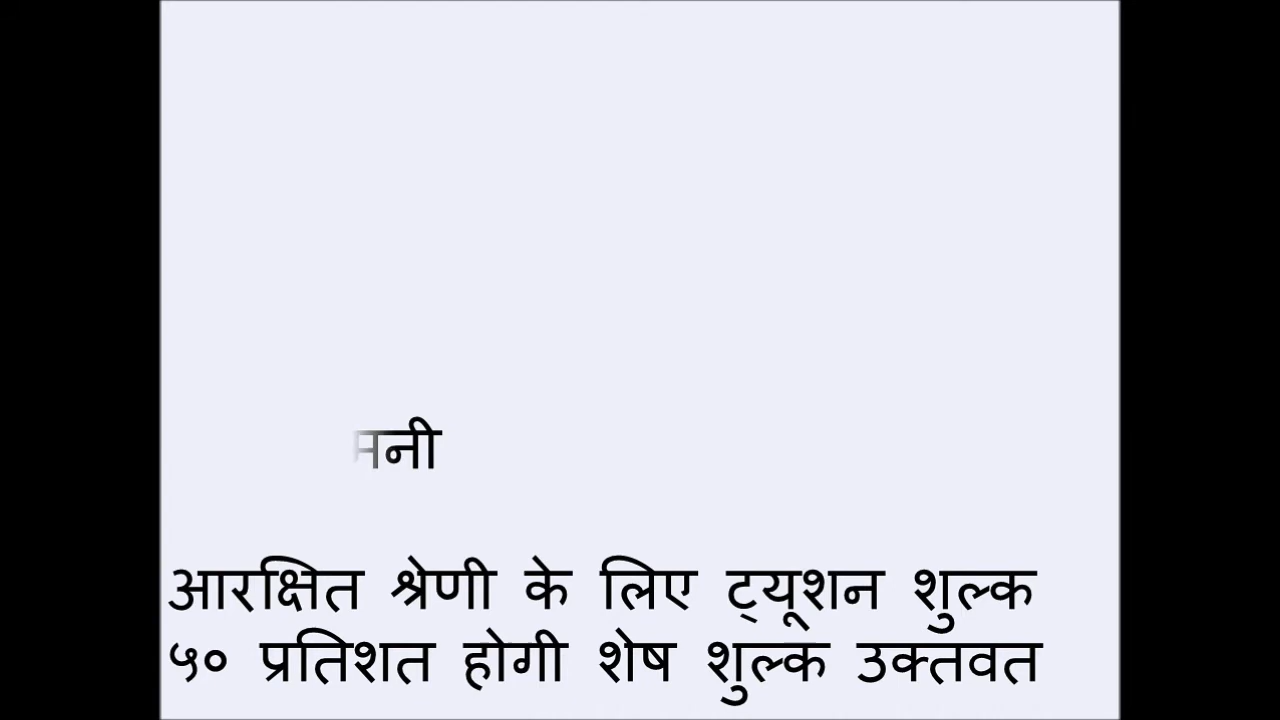 आरक्षित श्रेणी के लिए ट्यूशन शुल्क
५० प्रतिशत होगी शेष शुल्क उक्तवत